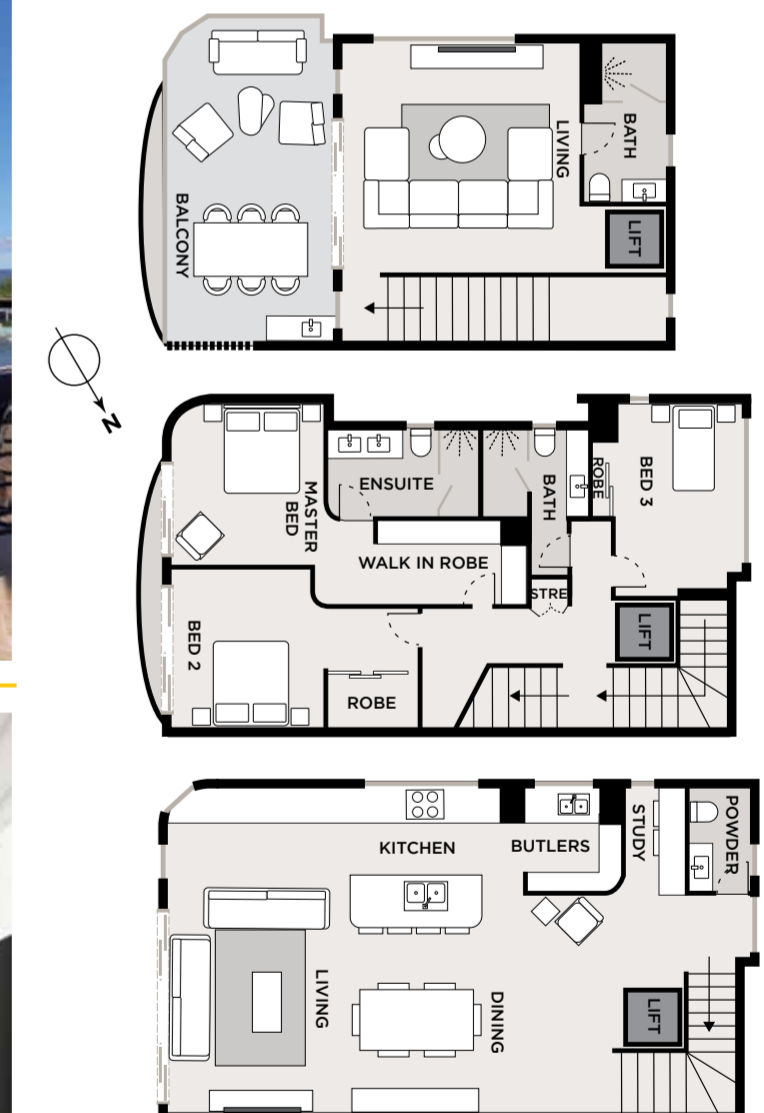 BALCONY
LIVING
BATH
LIFT
N
MASTER
BED
ENSUITE
WALK IN ROBE
BATH
STRE
ROBE
BED 3
LIFT
BED 2
ROBE
KITCHEN
BUTLERS
STUDY
POWDER
LIVING
DINING
LIFT